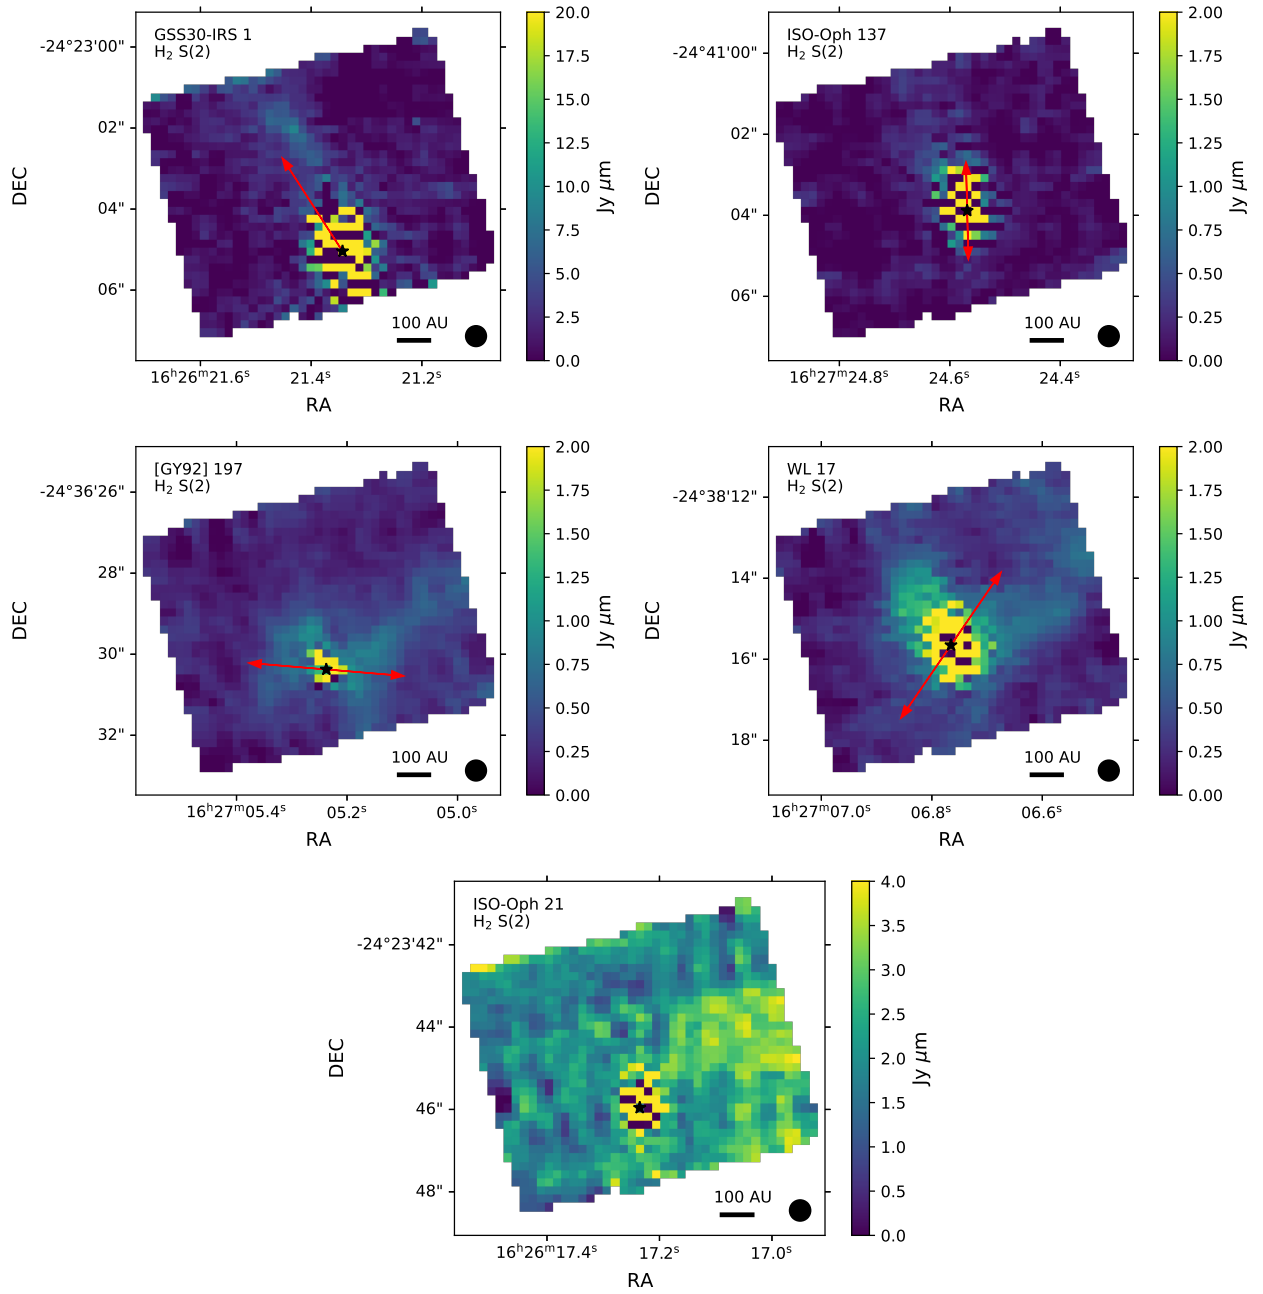 GSS30-IRS 1
H₂ S(2)
-24°23'00"
02"
04"
06"
DEC
16ʰ26ᵐ21.6ˢ
21.4ˢ
21.2ˢ
RA
100 AU
20.0
17.5
15.0
12.5
10.0
7.5
5.0
2.5
0.0
Jy μm
ISO-Oph 137
H₂ S(2)
-24°41'00"
02"
04"
06"
DEC
16ʰ27ᵐ24.8ˢ
24.6ˢ
24.4ˢ
RA
100 AU
2.00
1.75
1.50
1.25
1.00
0.75
0.50
0.25
0.00
Jy μm
[GY92] 197
H₂ S(2)
-24°36'26"
28"
30"
32"
DEC
16ʰ27ᵐ05.4ˢ
05.2ˢ
05.0ˢ
RA
100 AU
2.00
1.75
1.50
1.25
1.00
0.75
0.50
0.25
0.00
Jy μm
WL 17
H₂ S(2)
-24°38'12"
14"
16"
18"
DEC
16ʰ27ᵐ07.0ˢ
06.8ˢ
06.6ˢ
RA
100 AU
2.00
1.75
1.50
1.25
1.00
0.75
0.50
0.25
0.00
Jy μm
ISO-Oph 21
H₂ S(2)
-24°23'42"
44"
46"
48"
DEC
16ʰ26ᵐ17.4ˢ
17.2ˢ
17.0ˢ
RA
100 AU
4.0
3.5
3.0
2.5
2.0
1.5
1.0
0.5
0.0
Jy μm